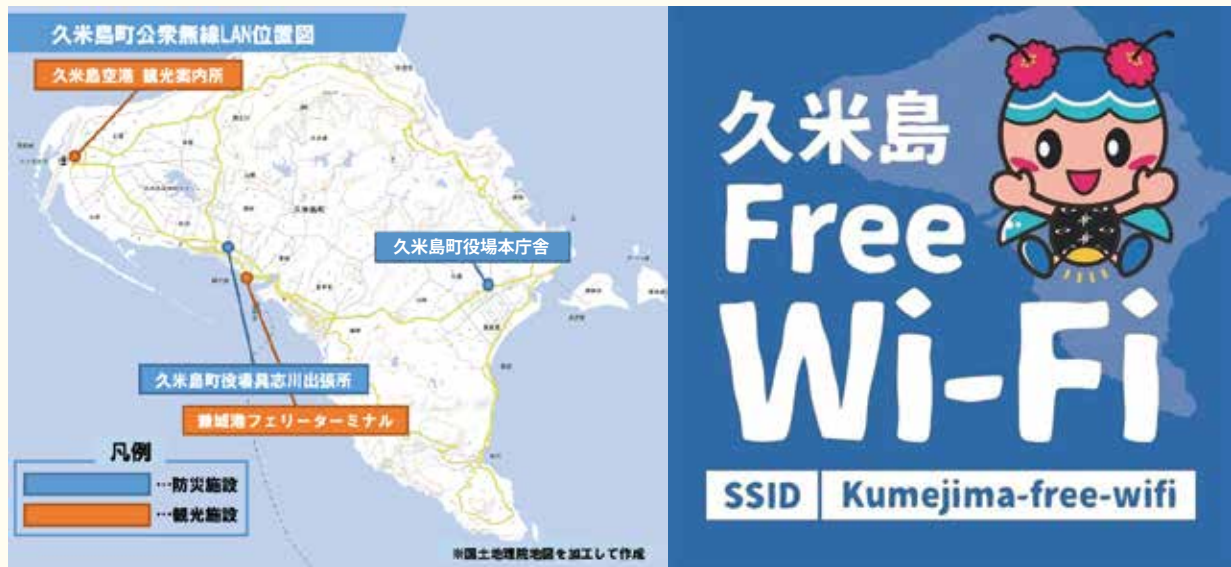 久米島町公衆無線LAN位置図
久米島空港 観光案内所
久米島町役場本庁舎
久米島町役場具志川出張所
兼城港フェリーターミナル
凡例
…防災施設
…観光施設
※国土地理院地図を加工して作成
久米島町
久米島
Free
Wi-Fi
SSID
Kumejima-free-wifi